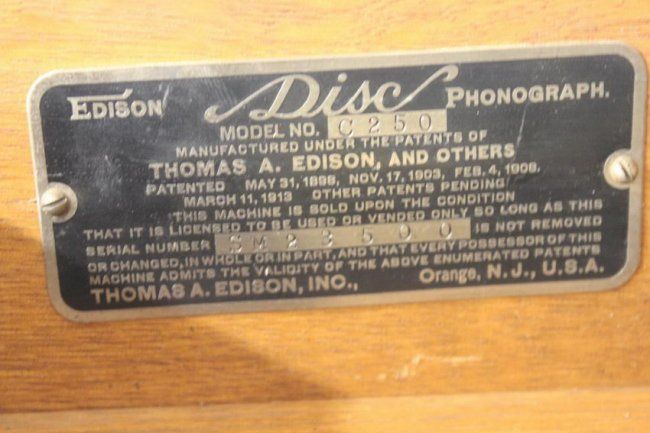 EDISON Disc PHONOGRAPH.
MODEL NO. C250
MANUFACTURED UNDER THE PATENTS OF
THOMAS A. EDISON, AND OTHERS
PATENTED MAY 31, 1898, NOV. 17, 1903, FEB. 4, 1908.
MARCH 11, 1913 OTHER PATENTS PENDING
THIS MACHINE IS SOLD UPON THE CONDITION
THAT IT IS LICENSED TO BE USED OR VENDED ONLY SO LONG AS THIS
SERIAL NUMBER SM23590 IS NOT REMOVED
OR CHANGED, IN WHOLE OR IN PART, AND THAT EVERY POSSESSOR OF THIS
MACHINE ADMITS THE VALIDITY OF THE ABOVE ENUMERATED PATENTS
THOMAS A. EDISON, INC., Orange, N. J., U.S.A.